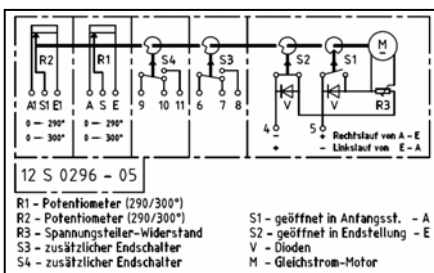 M
R2
R1
S4
S3
S2
S1
V
V
R3
A1 S1 E1
A S E
9 10 11
6 7 8
4 -
+
5 + Rechtslauf von A – E
- Linkslauf von E – A
0 — 290°
0 — 300°
0 — 290°
0 — 300°
12 S 0296 - 05
R1 - Potentiometer (290/300°)
R2 - Potentiometer (290/300°)
R3 - Spannungsteiler-Widerstand
S3 - zusätzlicher Endschalter
S4 - zusätzlicher Endschalter
S1 - geöffnet in Anfangsst. - A
S2 - geöffnet in Endstellung - E
V - Dioden
M - Gleichstrom-Motor